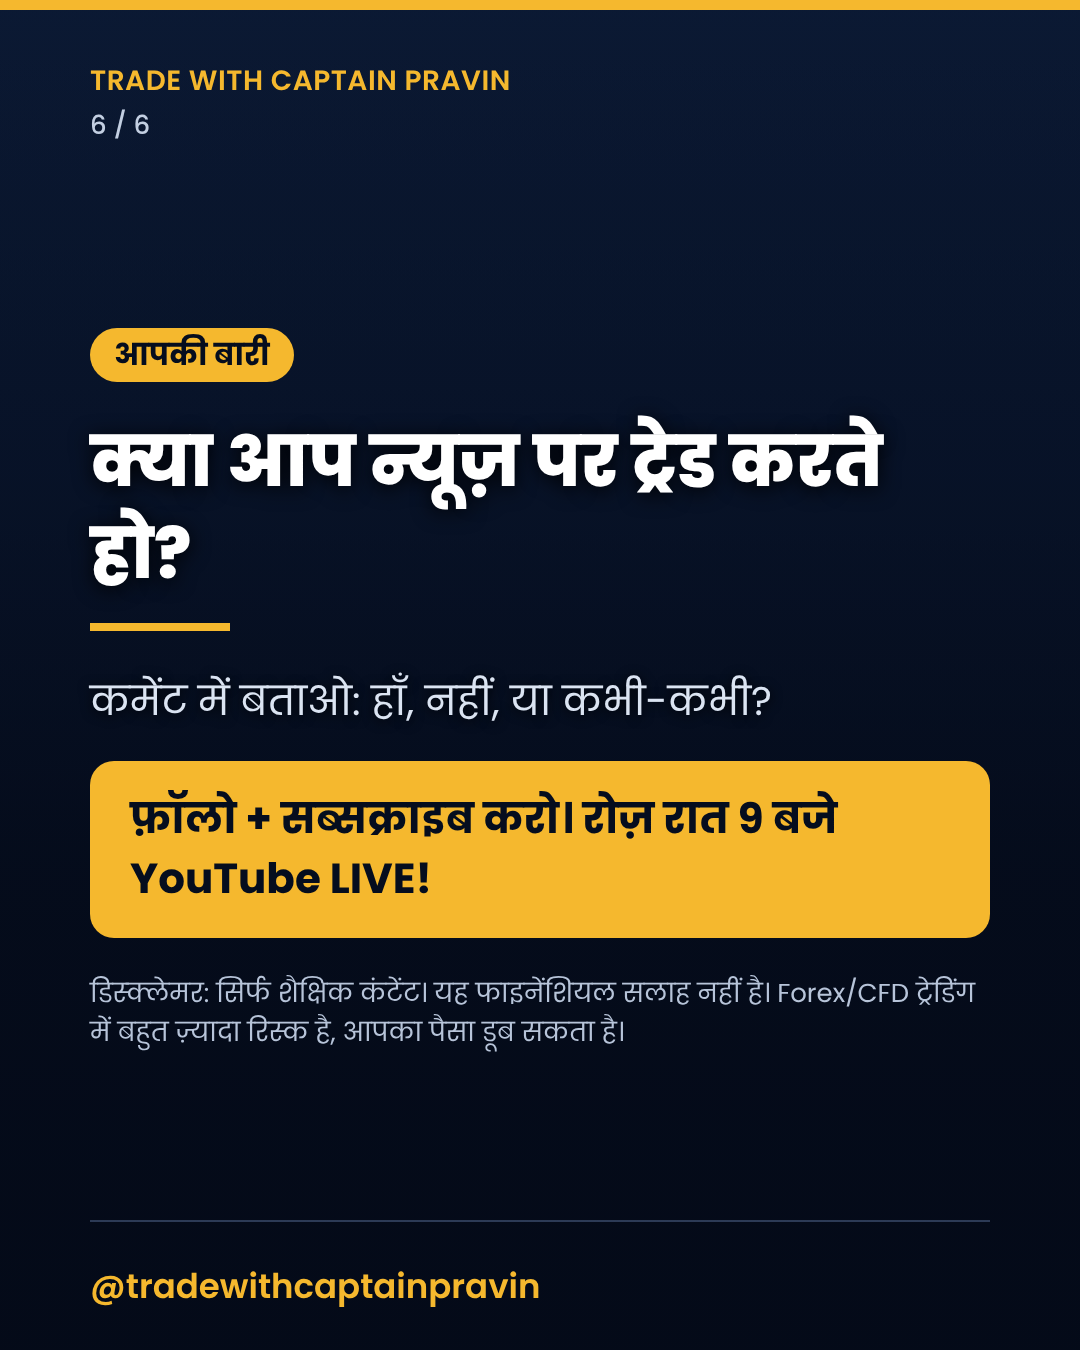 TRADE WITH CAPTAIN PRAVIN
6 / 6
आपकी बारी
क्या आप न्यूज़ पर ट्रेड करते
हो?
कमेंट में बताओ: हाँ, नहीं, या कभी-कभी?
फ़ॉलो + सब्सक्राइब करो। रोज़ रात 9 बजे
YouTube LIVE!
डिस्क्लेमर: सिर्फ शैक्षिक कंटेंट। यह फाइनेंशियल सलाह नहीं है। Forex/CFD ट्रेडिंग
में बहुत ज़्यादा रिस्क है, आपका पैसा डूब सकता है।
@tradewithcaptainpravin